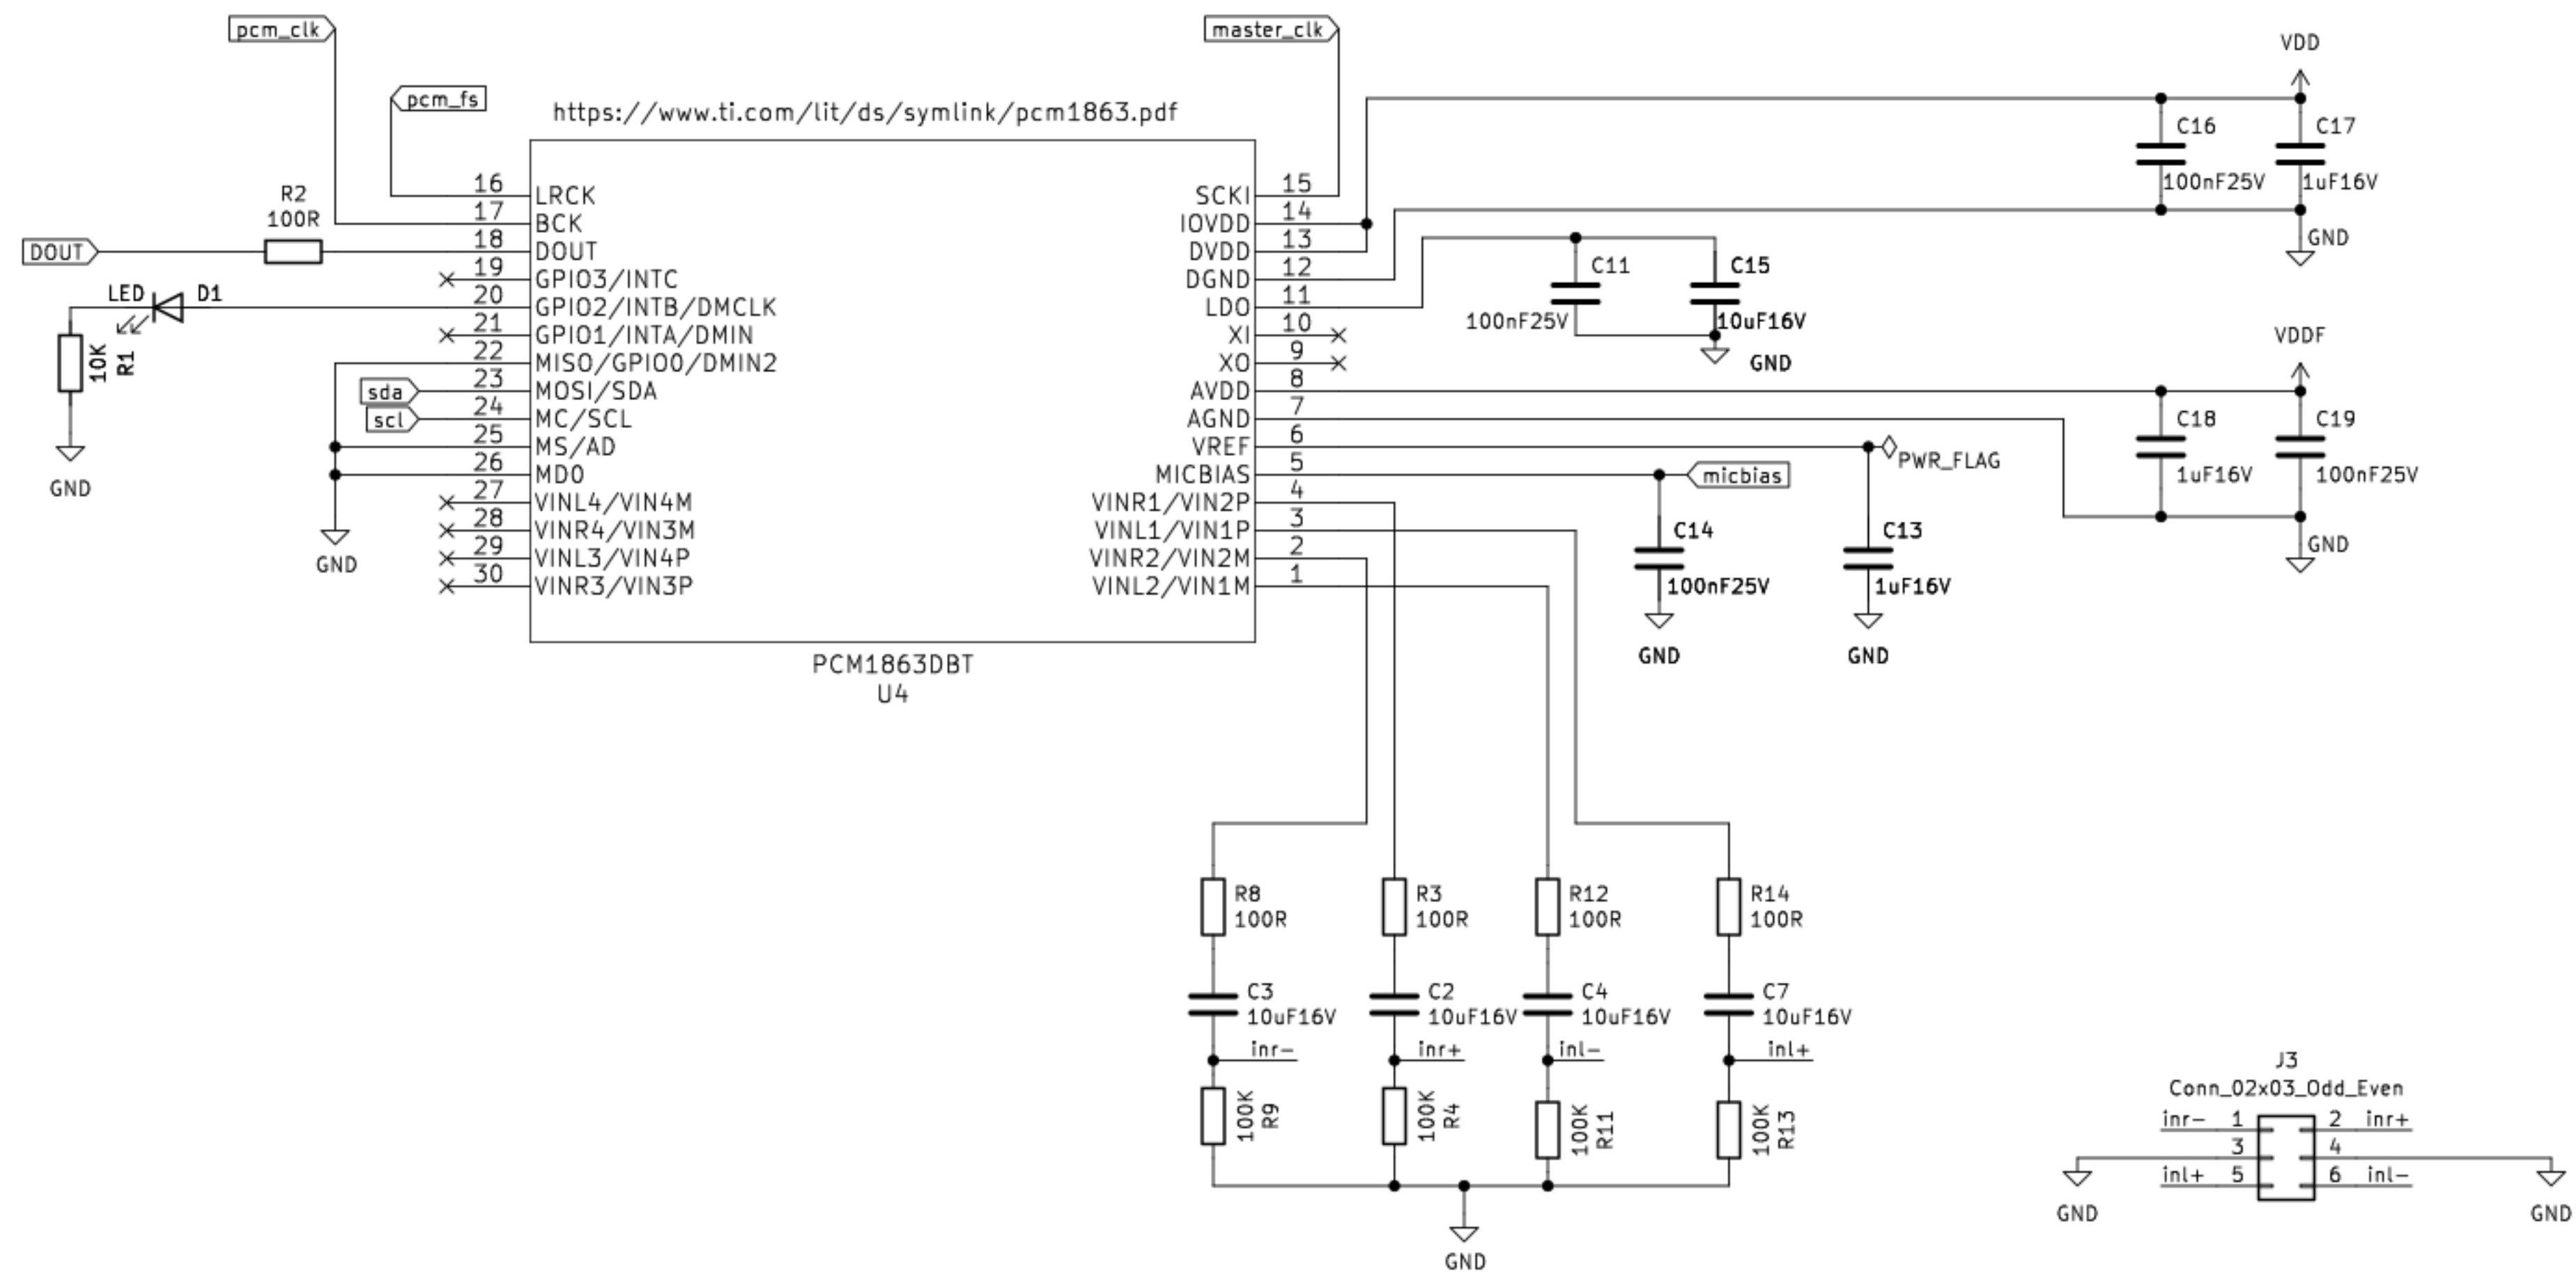 pcm_clk
master_clk
VDD
pcm_fs
https://www.ti.com/lit/ds/symlink/pcm1863.pdf
C16
100nF25V
C17
1uF16V
GND
R2
100R
DOUT
LED
D1
10K
R1
GND
sda
scl
GND
16 LRCK
17 BCK
18 DOUT
19 GPIO3/INTC
20 GPIO2/INTB/DMCLK
21 GPIO1/INTA/DMIN
22 MISO/GPIO0/DMIN2
23 MOSI/SDA
24 MC/SCL
25 MS/AD
26 MD0
27 VINL4/VIN4M
28 VINR4/VIN3M
29 VINL3/VIN4P
30 VINR3/VIN3P
SCKI 15
IOVDD 14
DVDD 13
DGND 12
LDO 11
XI 10
XO 9
AVDD 8
AGND 7
VREF 6
MICBIAS 5
VINR1/VIN2P 4
VINL1/VIN1P 3
VINR2/VIN2M 2
VINL2/VIN1M 1
PCM1863DBT
U4
C11
100nF25V
C15
10uF16V
GND
VDDF
C18
1uF16V
C19
100nF25V
GND
PWR_FLAG
micbias
C14
100nF25V
GND
C13
1uF16V
GND
R8
100R
R3
100R
R12
100R
R14
100R
C3
10uF16V
C2
10uF16V
C4
10uF16V
C7
10uF16V
inr-
inr+
inl-
inl+
100K
R9
100K
R4
100K
R11
100K
R13
GND
J3
Conn_02x03_Odd_Even
inr- 1 2 inr+
3 4
inl+ 5 6 inl-
GND
GND